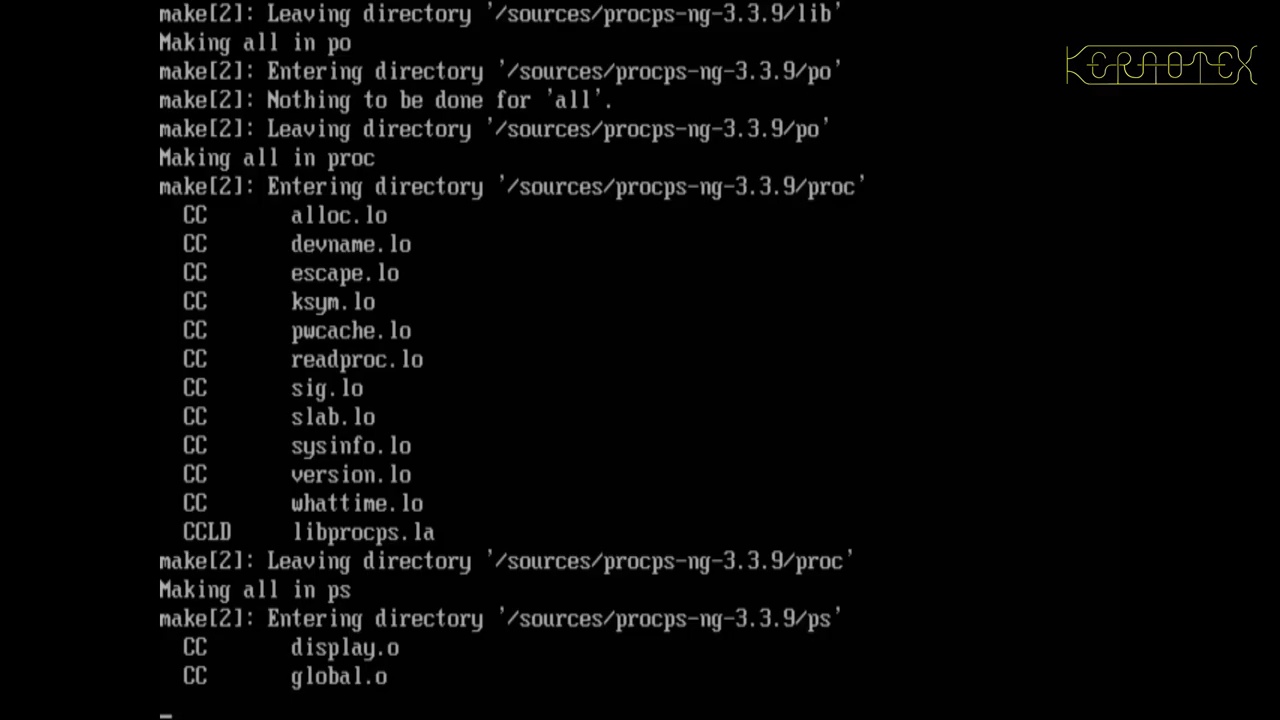 make[2]: Leaving directory '/sources/procps-ng-3.3.9/lib'
Making all in po
make[2]: Entering directory '/sources/procps-ng-3.3.9/po'
make[2]: Nothing to be done for 'all'.
make[2]: Leaving directory '/sources/procps-ng-3.3.9/po'
Making all in proc
make[2]: Entering directory '/sources/procps-ng-3.3.9/proc'
CC alloc.lo
CC devname.lo
CC escape.lo
CC ksym.lo
CC pwcache.lo
CC readproc.lo
CC sig.lo
CC slab.lo
CC sysinfo.lo
CC version.lo
CC whattime.lo
CCLD libprocps.la
make[2]: Leaving directory '/sources/procps-ng-3.3.9/proc'
Making all in ps
make[2]: Entering directory '/sources/procps-ng-3.3.9/ps'
CC display.o
CC global.o
KERNOTEX